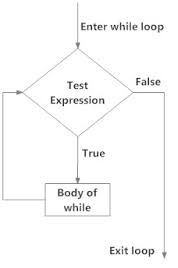 Enter while loop
Test
Expression
False
True
Body of
while
Exit loop